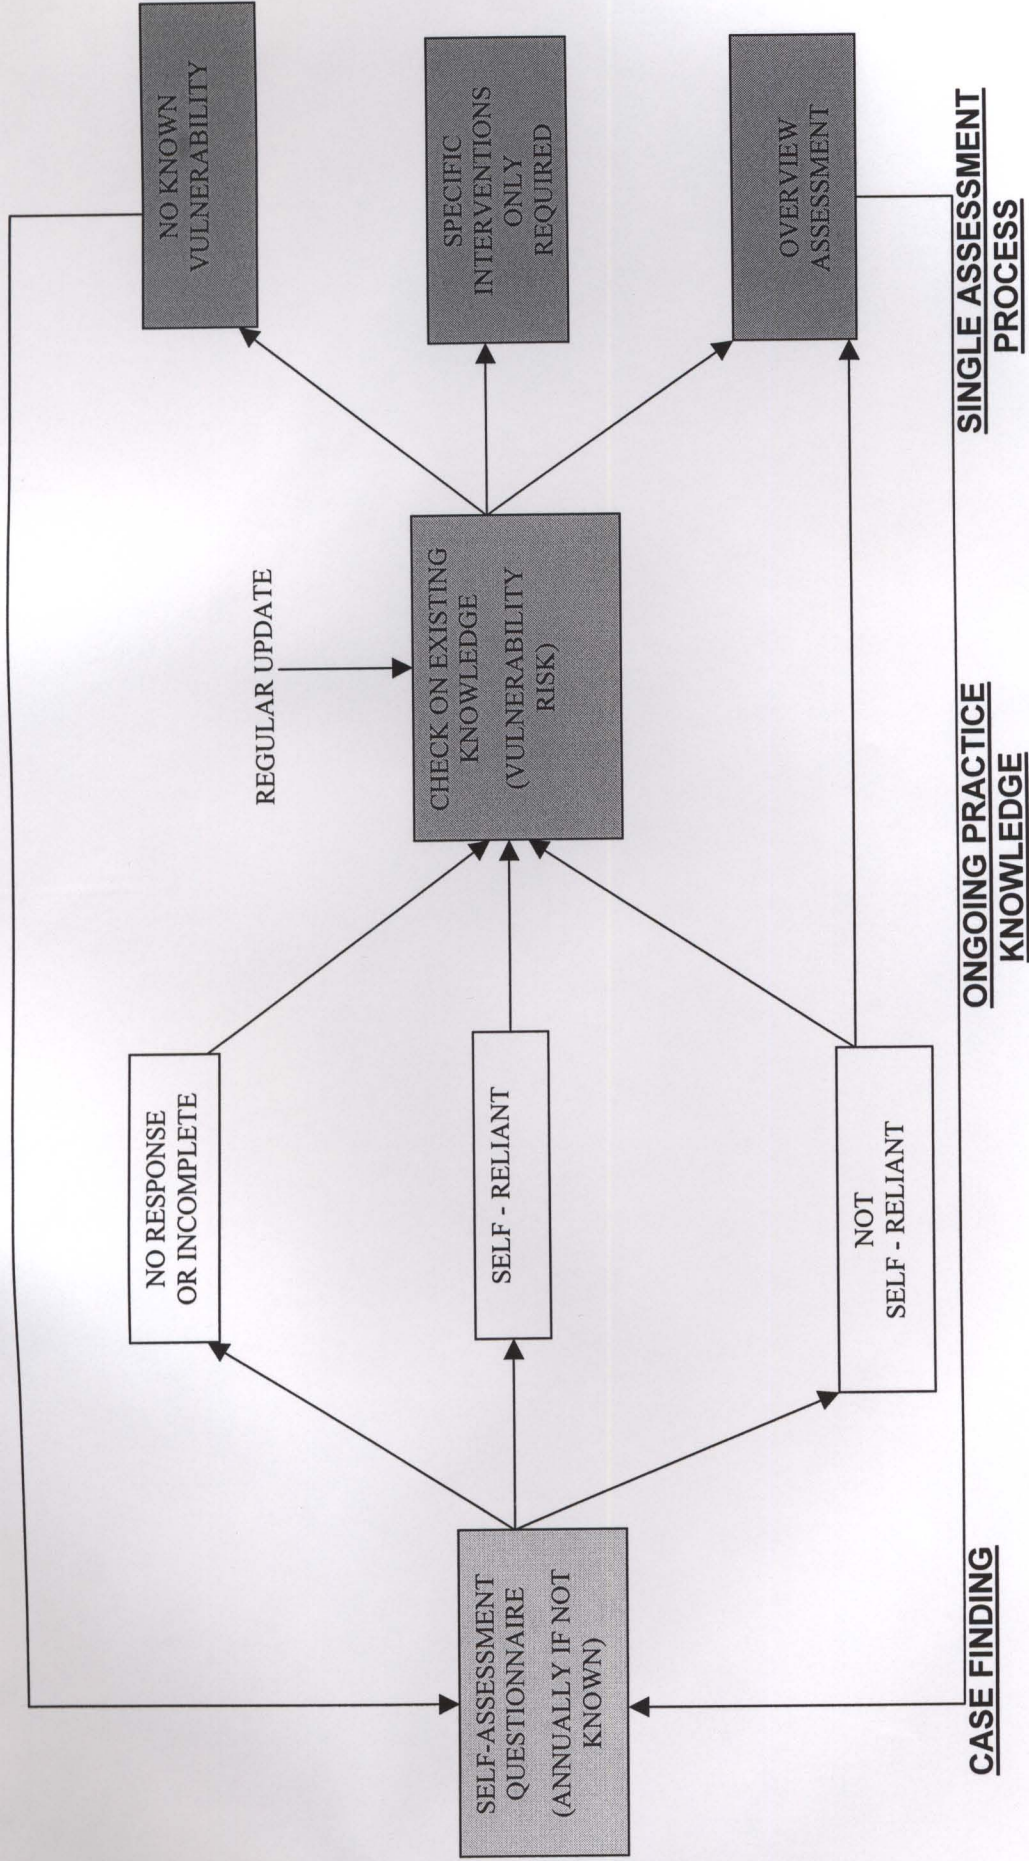 SELF-ASSESSMENT
QUESTIONNAIRE
(ANNUALLY IF NOT
KNOWN)
NO RESPONSE
OR INCOMPLETE
SELF - RELIANT
NOT
SELF - RELIANT
REGULAR UPDATE
CHECK ON EXISTING
KNOWLEDGE
(VULNERABILITY
RISK)
NO KNOWN
VULNERABILITY
SPECIFIC
INTERVENTIONS
ONLY
REQUIRED
OVERVIEW
ASSESSMENT
CASE FINDING
ONGOING PRACTICE
KNOWLEDGE
SINGLE ASSESSMENT
PROCESS